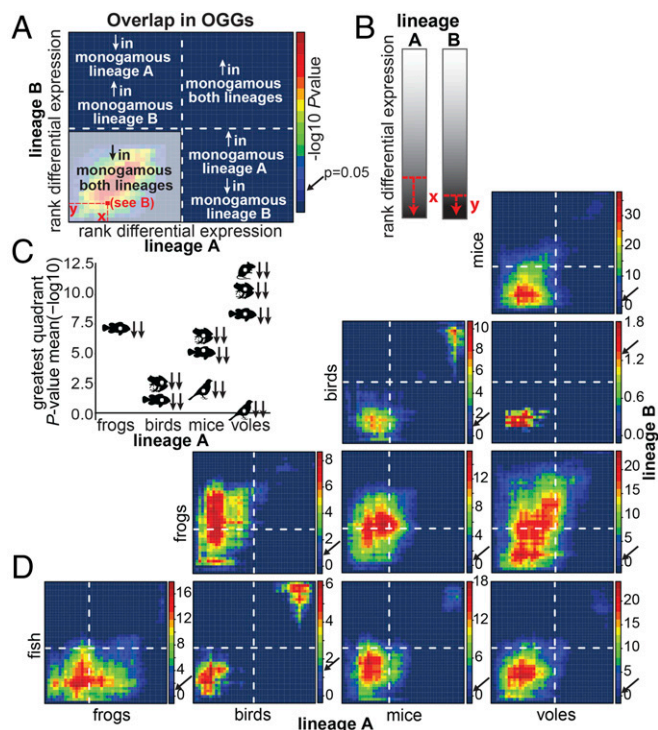 A
Overlap in OGGs
lineage B
rank differential expression
↓in
monogamous
lineage A
↑in
monogamous
lineage B
↑in
monogamous
both lineages
↓in
monogamous
both lineages
y
x
(see B)
↑in
monogamous
lineage A
↓in
monogamous
lineage B
rank differential expression
lineage A
-log10 Pvalue
p=0.05
B
lineage
A B
rank differential expression
x
y
C
greatest quadrant
P-value mean(−log10)
12.5
10.0
7.5
5.0
2.5
0.0
↓↓
↓↓
↓↓
↓↓
↓↓
↓↓
↓↓
↓↓
↓↓
↓↓
frogs birds mice voles
lineage A
mice
30
20
10
0
birds
10
8
6
4
2
0
1.8
1.2
0.6
0.0
lineage B
frogs
8
6
4
2
0
12
8
4
0
20
15
10
5
0
D
fish
16
12
8
4
0
6
4
2
0
18
12
6
0
20
15
10
5
0
frogs birds mice voles
lineage A